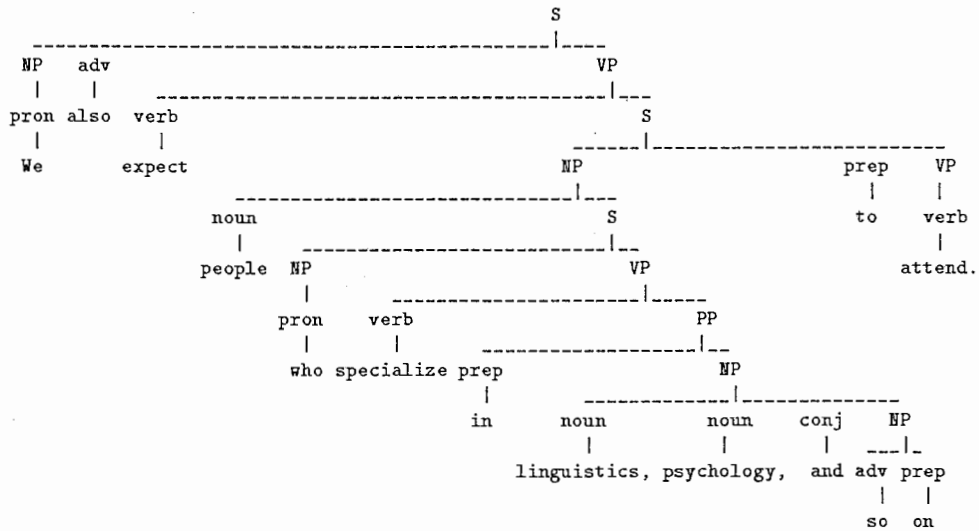 S
NP adv VP
pron also verb S
We expect NP prep VP
noun S to verb
people NP VP attend.
pron verb PP
who specialize prep NP
in noun noun conj NP
linguistics, psychology, and adv prep
so on